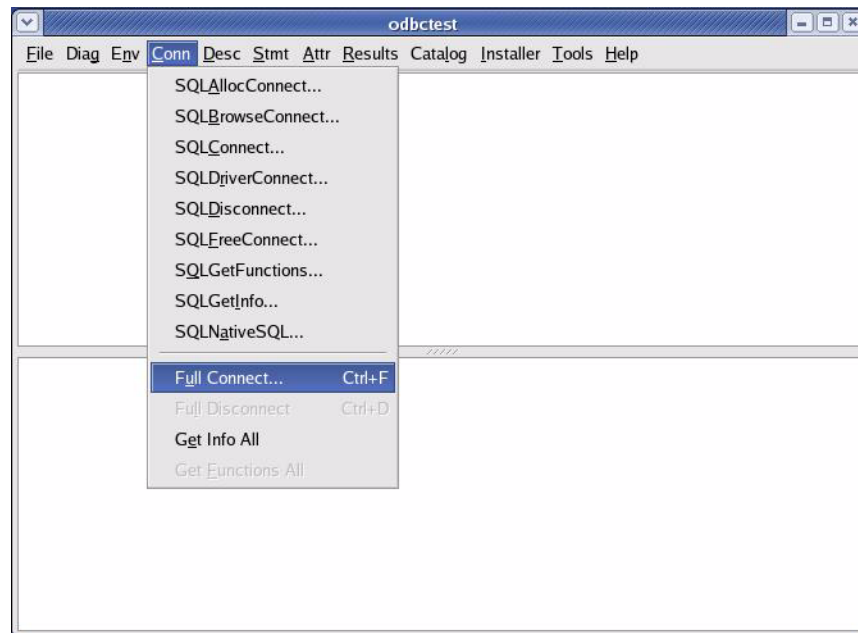 odbctest
File Diag Env Conn Desc Stmt Attr Results Catalog Installer Tools Help
SQLAllocConnect...
SQLBrowseConnect...
SQLConnect...
SQLDriverConnect...
SQLDisconnect...
SQLFreeConnect...
SQLGetFunctions...
SQLGetInfo...
SQLNativeSQL...
Full Connect... Ctrl+F
Full Disconnect Ctrl+D
Get Info All
Get Functions All